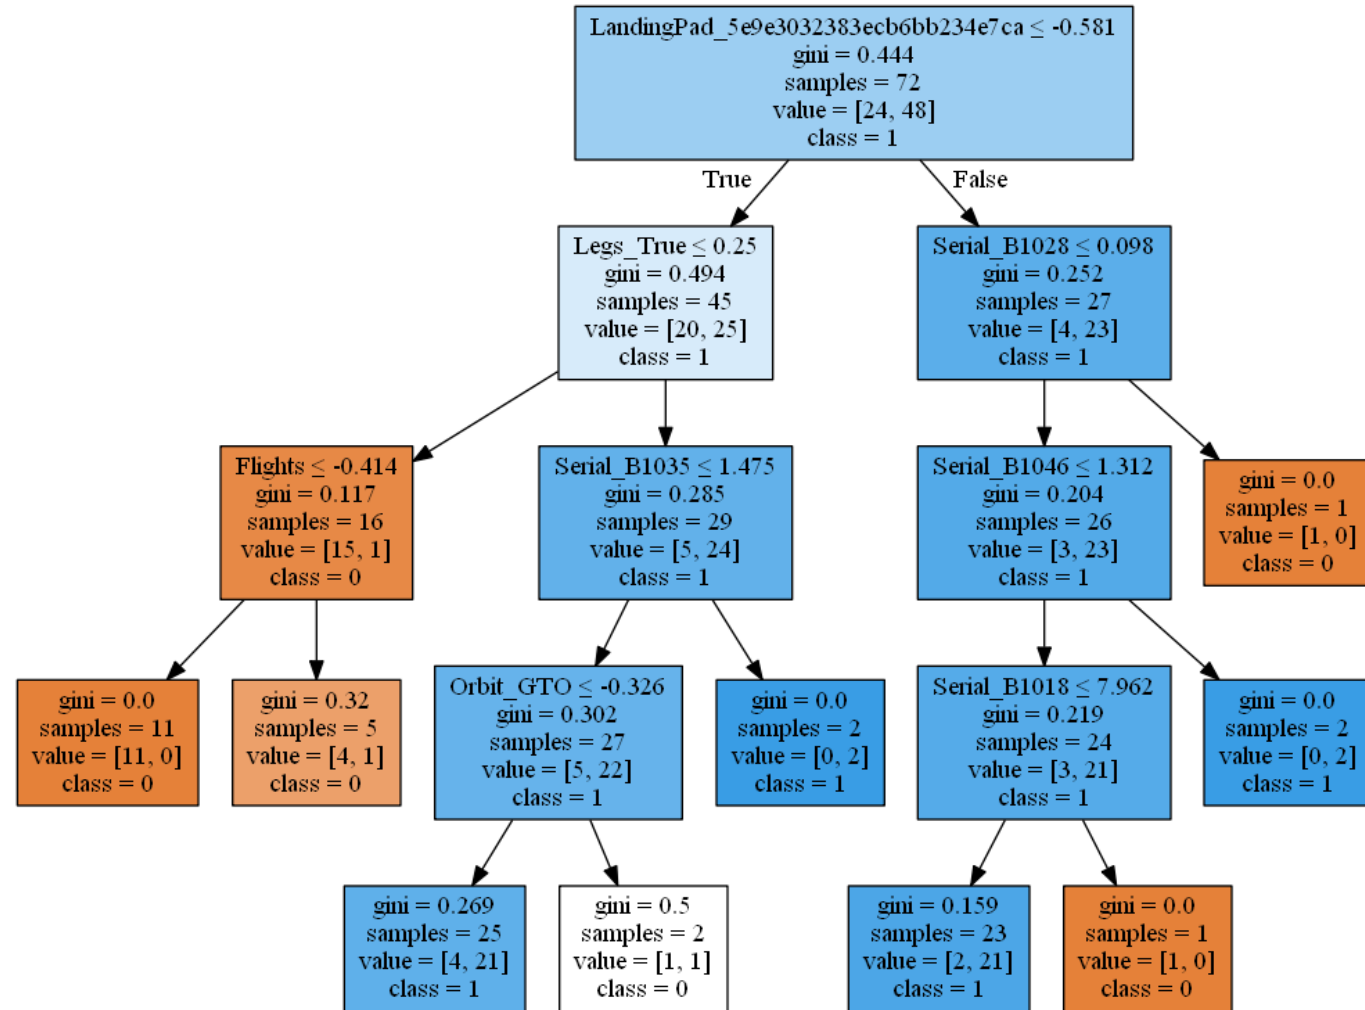 LandingPad_5e9e3032383ecb6bb234e7ca ≤ -0.581
gini = 0.444
samples = 72
value = [24, 48]
class = 1
True
False
Legs_True ≤ 0.25
gini = 0.494
samples = 45
value = [20, 25]
class = 1
Serial_B1028 ≤ 0.098
gini = 0.252
samples = 27
value = [4, 23]
class = 1
Flights ≤ -0.414
gini = 0.117
samples = 16
value = [15, 1]
class = 0
Serial_B1035 ≤ 1.475
gini = 0.285
samples = 29
value = [5, 24]
class = 1
Serial_B1046 ≤ 1.312
gini = 0.204
samples = 26
value = [3, 23]
class = 1
gini = 0.0
samples = 1
value = [1, 0]
class = 0
gini = 0.0
samples = 11
value = [11, 0]
class = 0
gini = 0.32
samples = 5
value = [4, 1]
class = 0
Orbit_GTO ≤ -0.326
gini = 0.302
samples = 27
value = [5, 22]
class = 1
gini = 0.0
samples = 2
value = [0, 2]
class = 1
Serial_B1018 ≤ 7.962
gini = 0.219
samples = 24
value = [3, 21]
class = 1
gini = 0.0
samples = 2
value = [0, 2]
class = 1
gini = 0.269
samples = 25
value = [4, 21]
class = 1
gini = 0.5
samples = 2
value = [1, 1]
class = 0
gini = 0.159
samples = 23
value = [2, 21]
class = 1
gini = 0.0
samples = 1
value = [1, 0]
class = 0